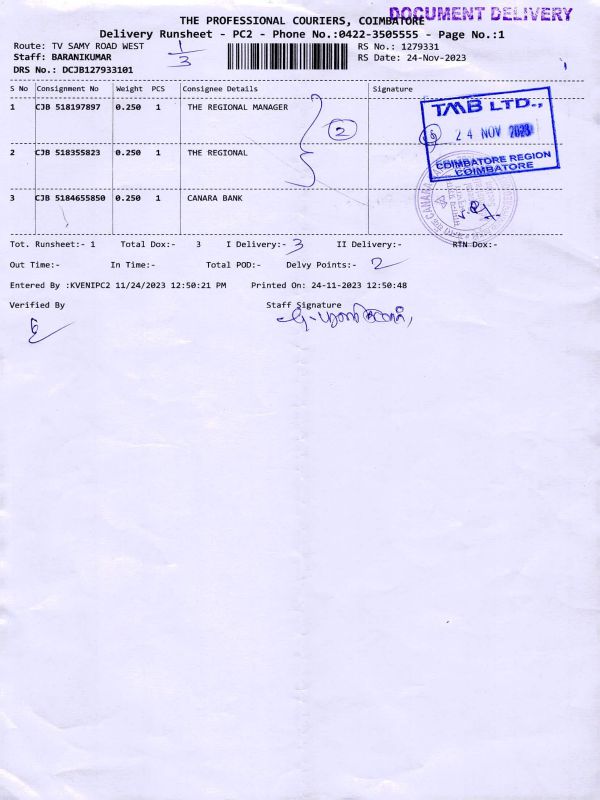 DOCUMENT DELIVERY
THE PROFESSIONAL COURIERS, COIMBATORE
Delivery Runsheet - PC2 - Phone No.:0422-3505555 - Page No.:1
Route: TV SAMY ROAD WEST 1/3 RS No.: 1279331
Staff: BARANIKUMAR RS Date: 24-Nov-2023
DRS No.: DCJB127933101
S No Consignment No Weight PCS Consignee Details Signature
1 CJB 518197897 0.250 1 THE REGIONAL MANAGER
2
TMB LTD.,
24 NOV 2023
COIMBATORE REGION
COIMBATORE
2 CJB 518355823 0.250 1 THE REGIONAL
3 CJB 5184655850 0.250 1 CANARA BANK
Tot. Runsheet:- 1 Total Dox:- 3 I Delivery:- 3 II Delivery:- RTN Dox:-
Out Time:- In Time:- Total POD:- Delvy Points:- 2
Entered By :KVENIPC2 11/24/2023 12:50:21 PM Printed On: 24-11-2023 12:50:48
Verified By Staff Signature